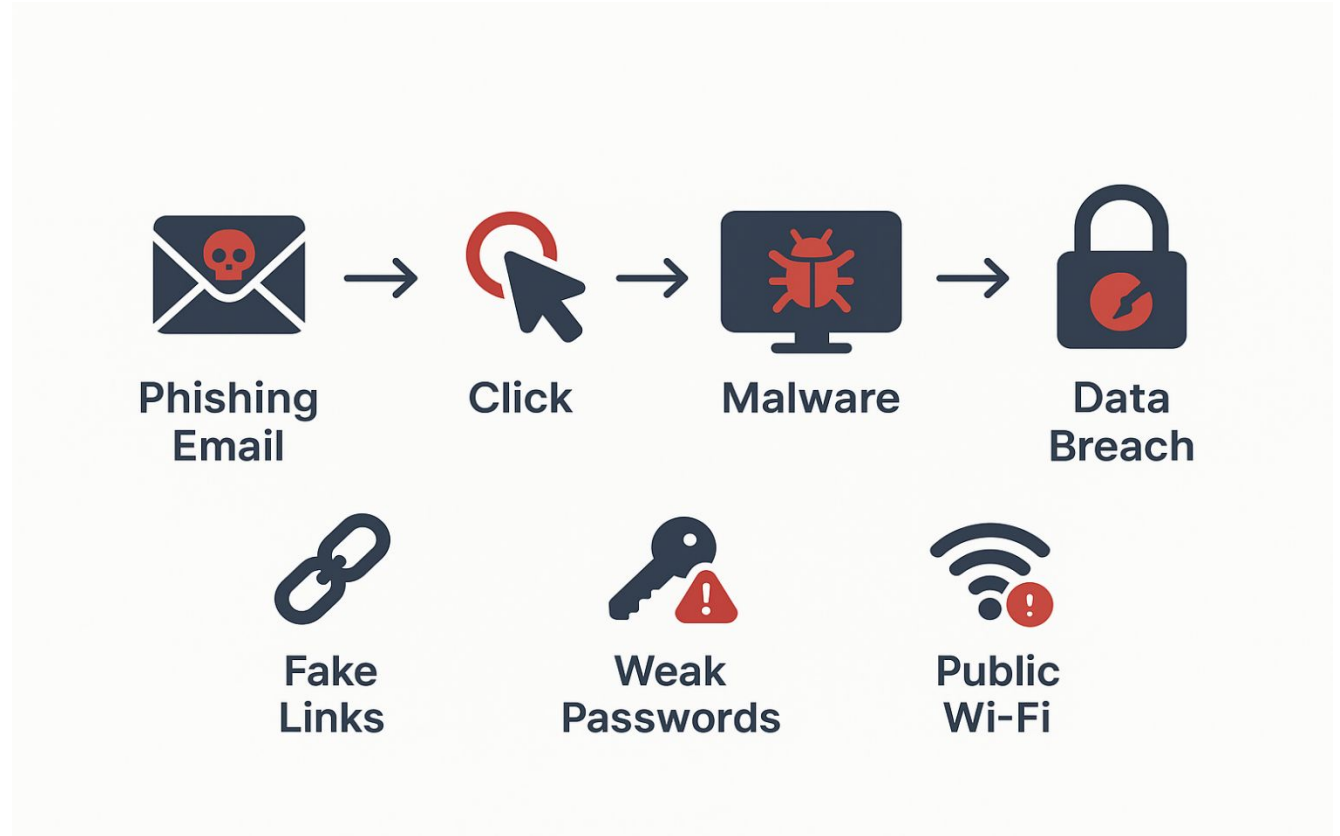 Phishing
Email
Click
Malware
Data
Breach
Fake
Links
Weak
Passwords
Public
Wi-Fi